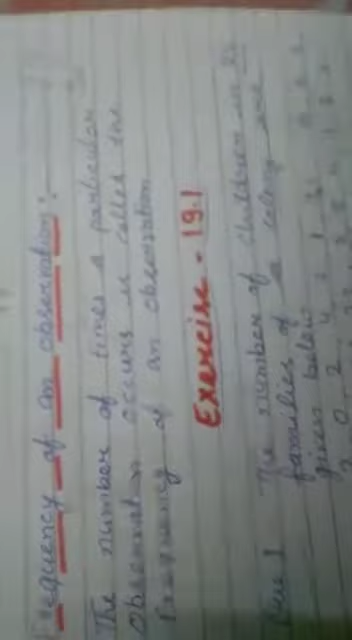 Frequency of an observation:
The number of times a particular
observation occurs is called the
Frequency of an observation
Exercise - 19.1
Que 1 The number of children in
families of a colony are
given below